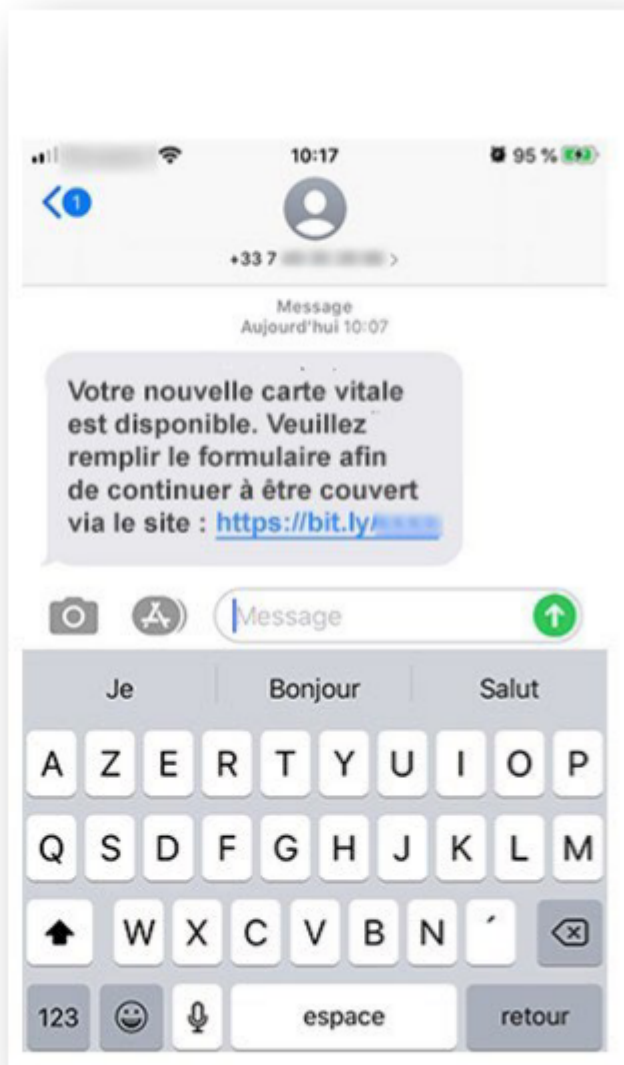 10:17
95 %
1
+33 7
Message
Aujourd'hui 10:07
Votre nouvelle carte vitale
est disponible. Veuillez
remplir le formulaire afin
de continuer à être couvert
via le site : https://bit.ly/
Message
Je Bonjour Salut
A Z E R T Y U I O P
Q S D F G H J K L M
W X C V B N ´
123 espace retour